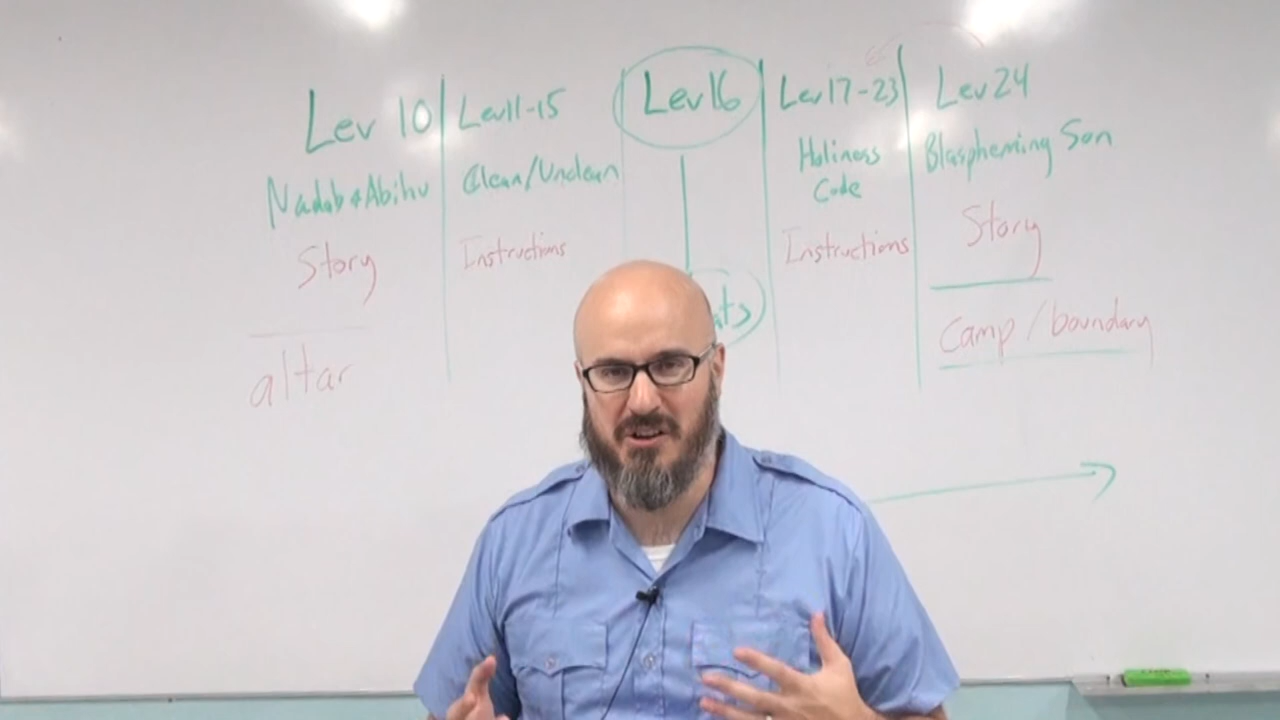 Lev 10
Nadab & Abihu
Story
altar
Lev 11-15
Clean/Unclean
Instructions
Lev 16
Lev 17-23
Holiness
Code
Instructions
Lev 24
Blaspheming Son
Story
Camp / boundary